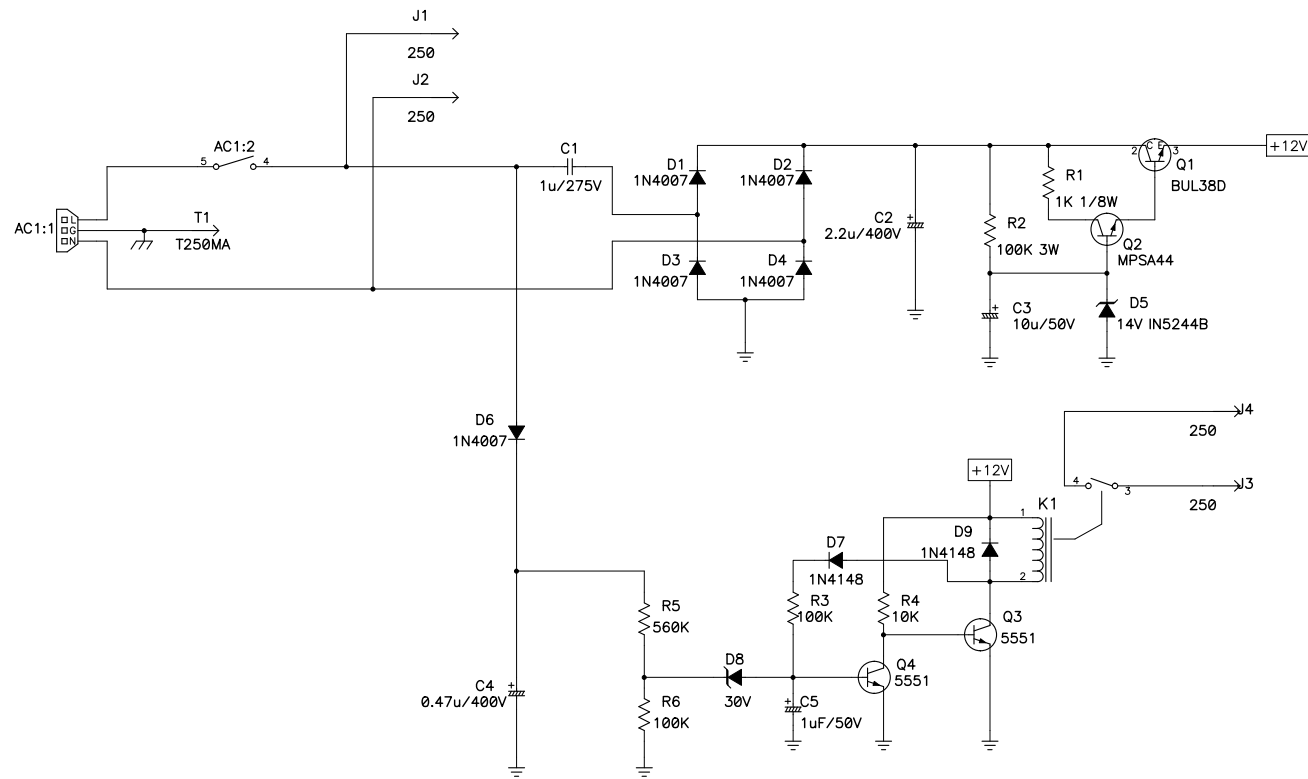 J1
250
J2
250
AC1:2
5
4
C1
1u/275V
D1
1N4007
D2
1N4007
2
C E
3
Q1
BUL38D
+12V
R1
1K 1/8W
AC1:1
L
G
N
T1
T250MA
C2
+
2.2u/400V
R2
100K 3W
Q2
MPSA44
D3
1N4007
D4
1N4007
C3
+
10u/50V
D5
14V IN5244B
D6
1N4007
J4
250
+12V
4
3
J3
250
K1
1
2
D9
1N4148
D7
1N4148
R3
100K
R4
10K
R5
560K
Q3
5551
D8
30V
Q4
5551
C4
+
0.47u/400V
R6
100K
+
C5
1uF/50V